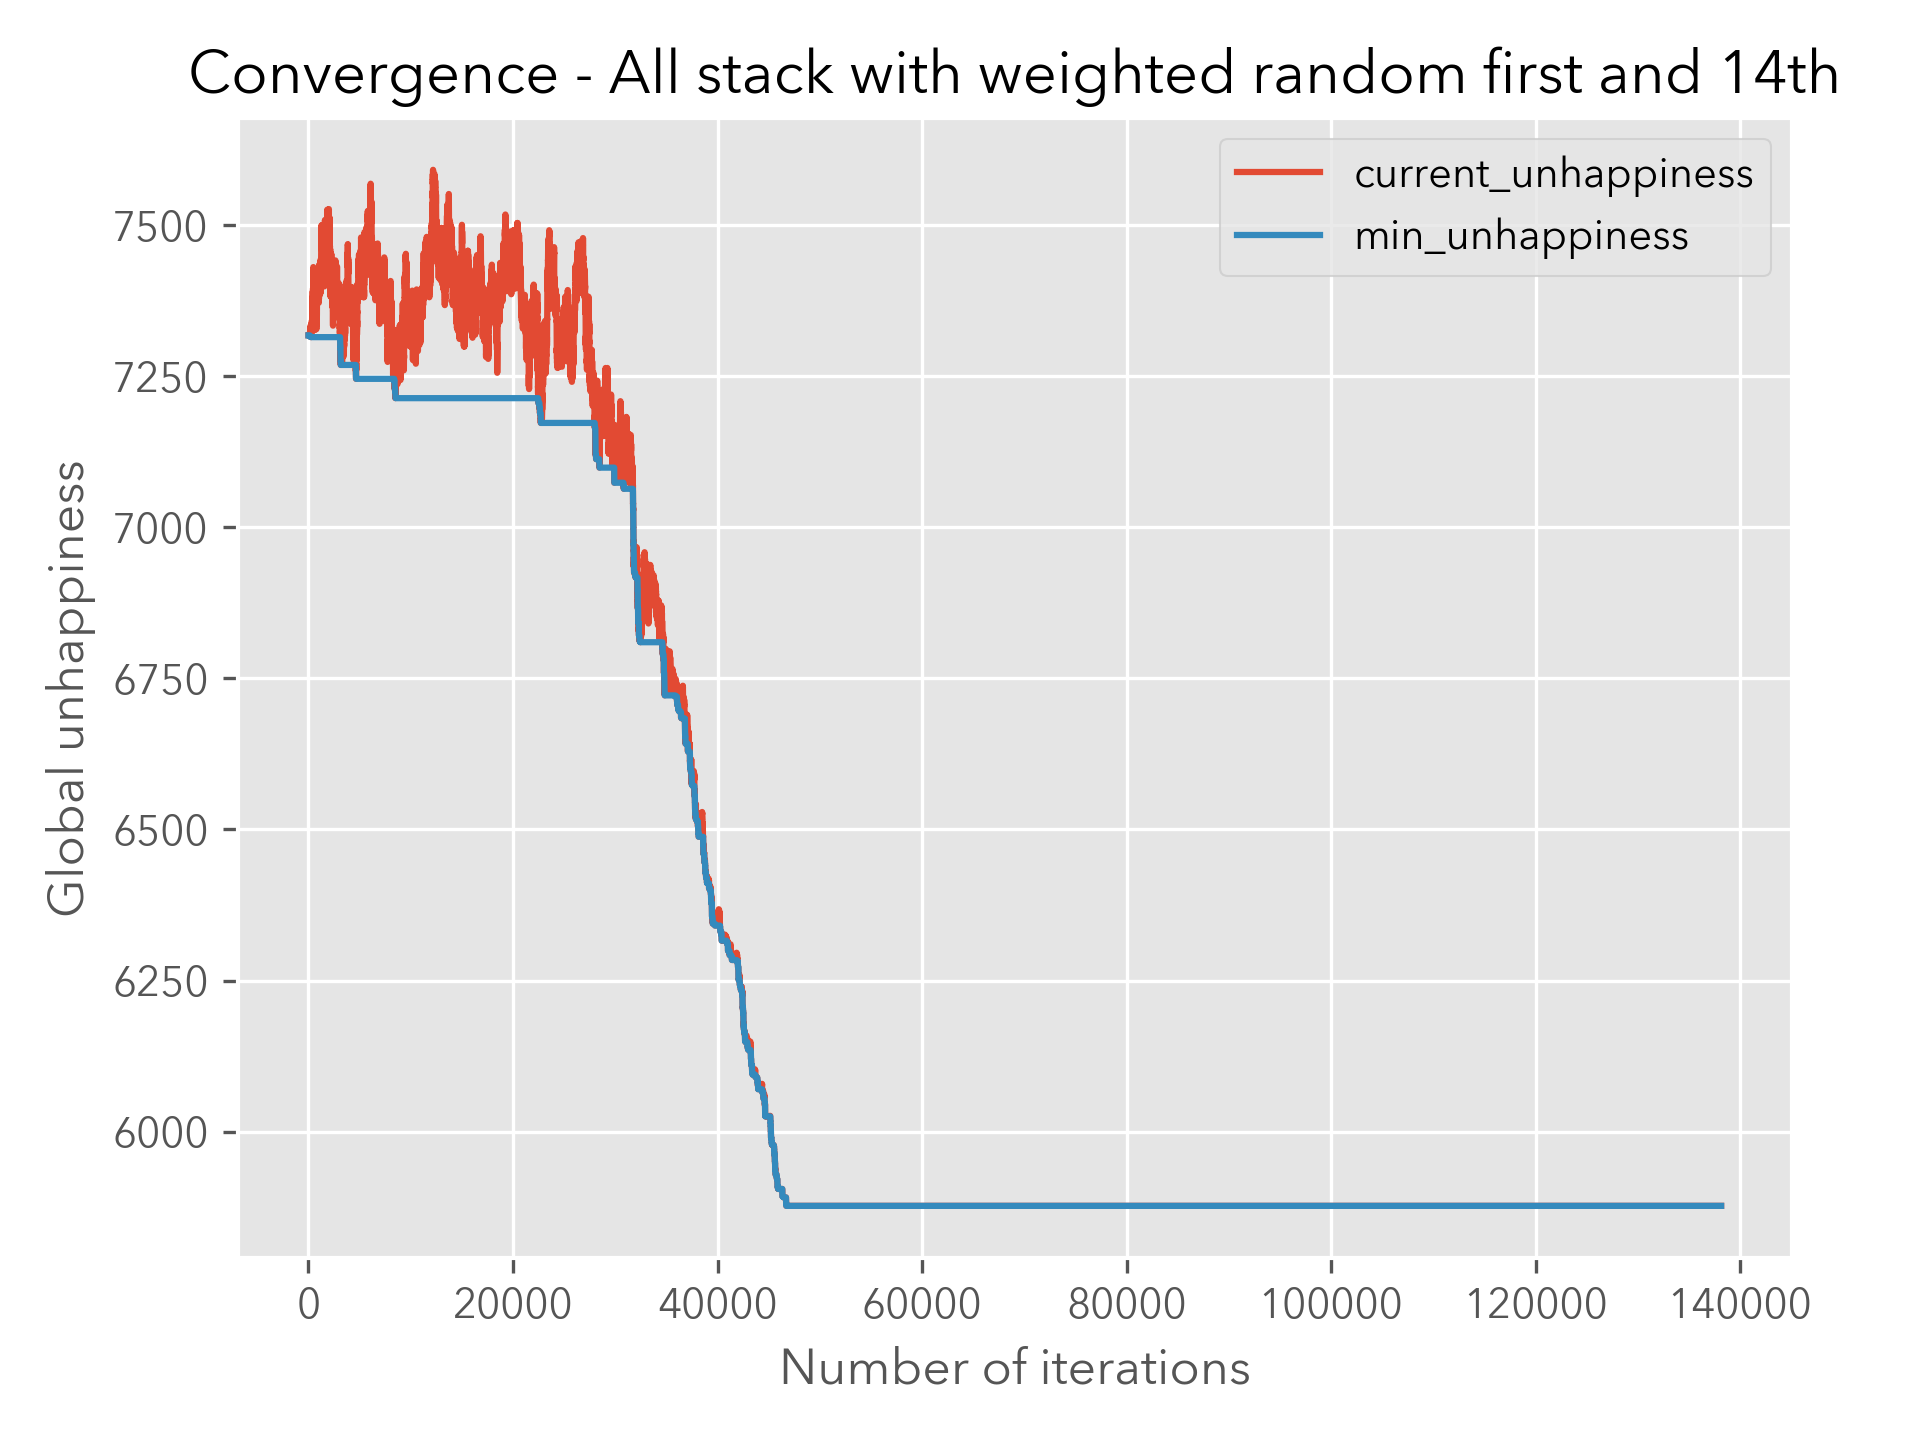 Convergence - All stack with weighted random first and 14th
current_unhappiness
min_unhappiness
7500
7250
7000
6750
6500
6250
6000
Global unhappiness
0 20000 40000 60000 80000 100000 120000 140000
Number of iterations